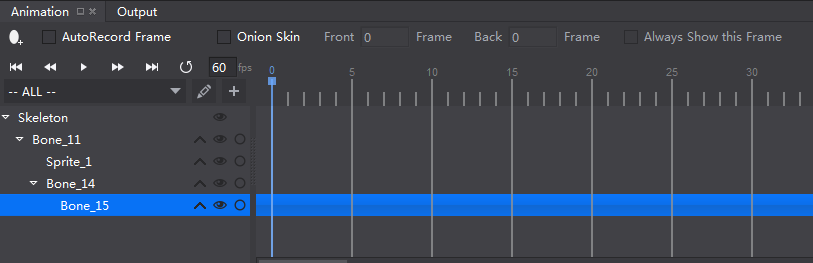 Animation Output
AutoRecord Frame Onion Skin Front 0 Frame Back 0 Frame Always Show this Frame
60 fps 0 5 10 15 20 25 30
-- ALL --
Skeleton
Bone_11
Sprite_1
Bone_14
Bone_15